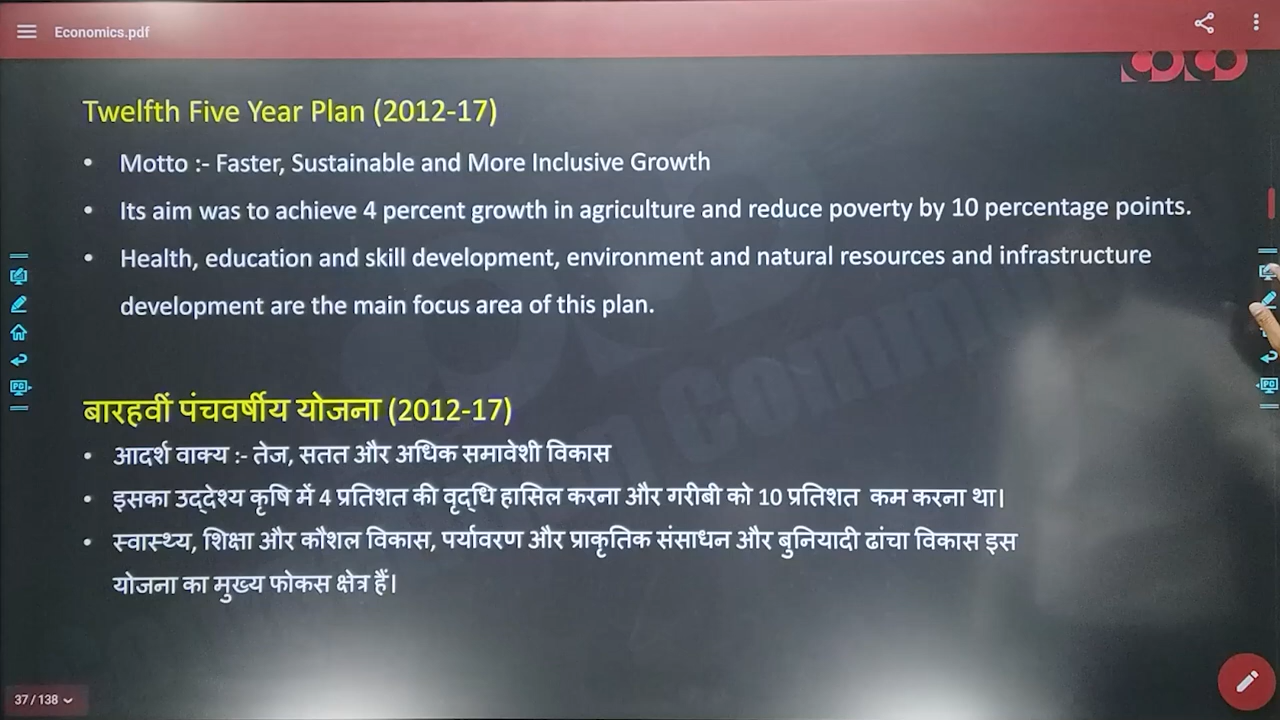 Economics.pdf
Twelfth Five Year Plan (2012-17)
• Motto :- Faster, Sustainable and More Inclusive Growth
• Its aim was to achieve 4 percent growth in agriculture and reduce poverty by 10 percentage points.
• Health, education and skill development, environment and natural resources and infrastructure
development are the main focus area of this plan.
बारहवीं पंचवर्षीय योजना (2012-17)
• आदर्श वाक्य :- तेज, सतत और अधिक समावेशी विकास
• इसका उद्देश्य कृषि में 4 प्रतिशत की वृद्धि हासिल करना और गरीबी को 10 प्रतिशत कम करना था।
• स्वास्थ्य, शिक्षा और कौशल विकास, पर्यावरण और प्राकृतिक संसाधन और बुनियादी ढांचा विकास इस
योजना का मुख्य फोकस क्षेत्र हैं।
37 / 138